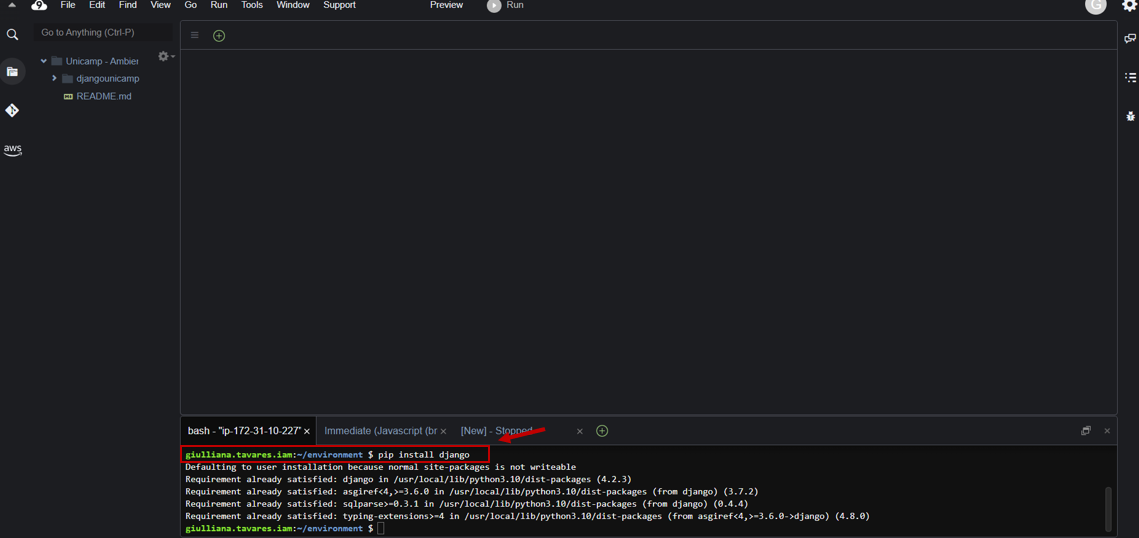 File Edit Find View Go Run Tools Window Support Preview Run G
Go to Anything (Ctrl-P)
Unicamp - Ambier
djangounicamp
README.md
aws
bash - "ip-172-31-10-227" × Immediate (Javascript (br × [New] - Stopped ×
giulliana.tavares.iam:~/environment $ pip install django
Defaulting to user installation because normal site-packages is not writeable
Requirement already satisfied: django in /usr/local/lib/python3.10/dist-packages (4.2.3)
Requirement already satisfied: asgiref<4,>=3.6.0 in /usr/local/lib/python3.10/dist-packages (from django) (3.7.2)
Requirement already satisfied: sqlparse>=0.3.1 in /usr/local/lib/python3.10/dist-packages (from django) (0.4.4)
Requirement already satisfied: typing-extensions>=4 in /usr/local/lib/python3.10/dist-packages (from asgiref<4,>=3.6.0->django) (4.8.0)
giulliana.tavares.iam:~/environment $